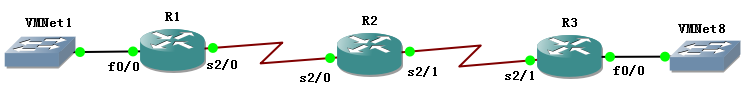 VMNet1
R1
R2
R3
VMNet8
f0/0
s2/0
s2/0
s2/1
s2/1
f0/0